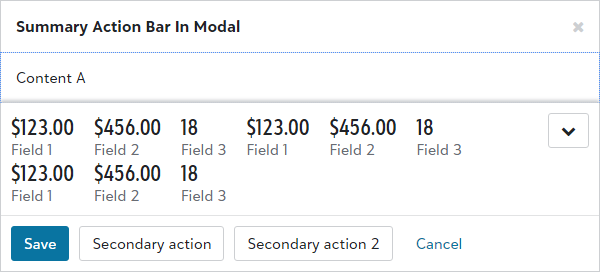 Summary Action Bar In Modal
Content A
$123.00 $456.00 18 $123.00 $456.00 18
Field 1 Field 2 Field 3 Field 1 Field 2 Field 3
$123.00 $456.00 18
Field 1 Field 2 Field 3
Save Secondary action Secondary action 2 Cancel